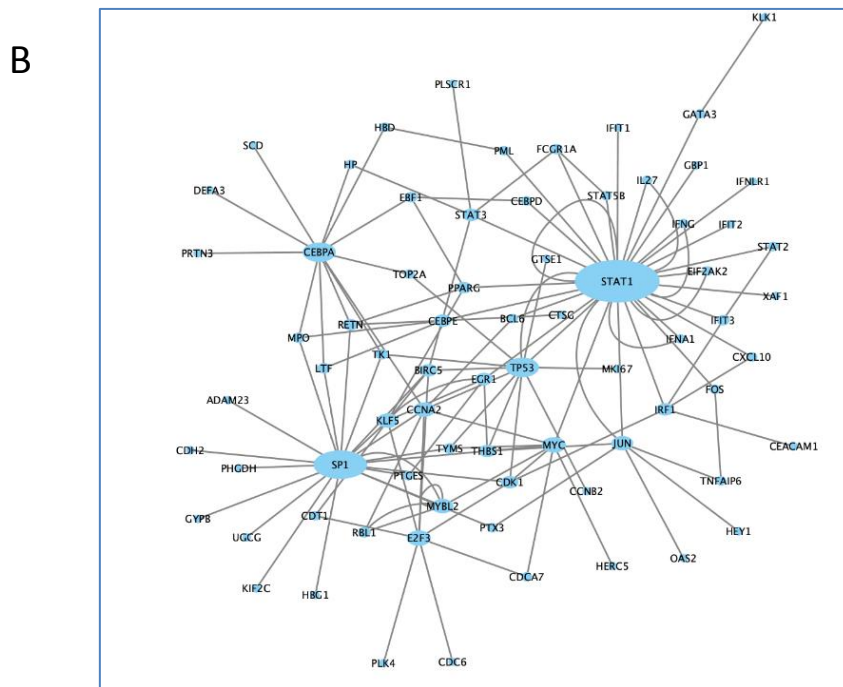 B
KLK1
PLSCR1
GATA3
HBD
IFIT1
SCD
PML
FCGR1A
HP
GBP1
IL27
IFNLR1
DEFA3
EBF1
CEBPD
STAT5B
STAT3
IFNG
IFIT2
STAT2
PRTN3
CEBPA
GTSE1
TOP2A
EIF2AK2
STAT1
PPARG
XAF1
MPO
RETN
CEBPE
BCL6
CTSG
IFIT3
IFNA1
CXCL10
LTF
TK1
BIRC5
TP53
MKI67
EGR1
FOS
ADAM23
KLF5
CCNA2
IRF1
CDH2
TYMS
THBS1
MYC
JUN
CEACAM1
PHGDH
SP1
PTGES
CDK1
TNFAIP6
CCNB2
GYPB
CDT1
MYBL2
UGCG
RBL1
E2F3
PTX3
HEY1
OAS2
HERC5
CDCA7
KIF2C
HBG1
PLK4
CDC6